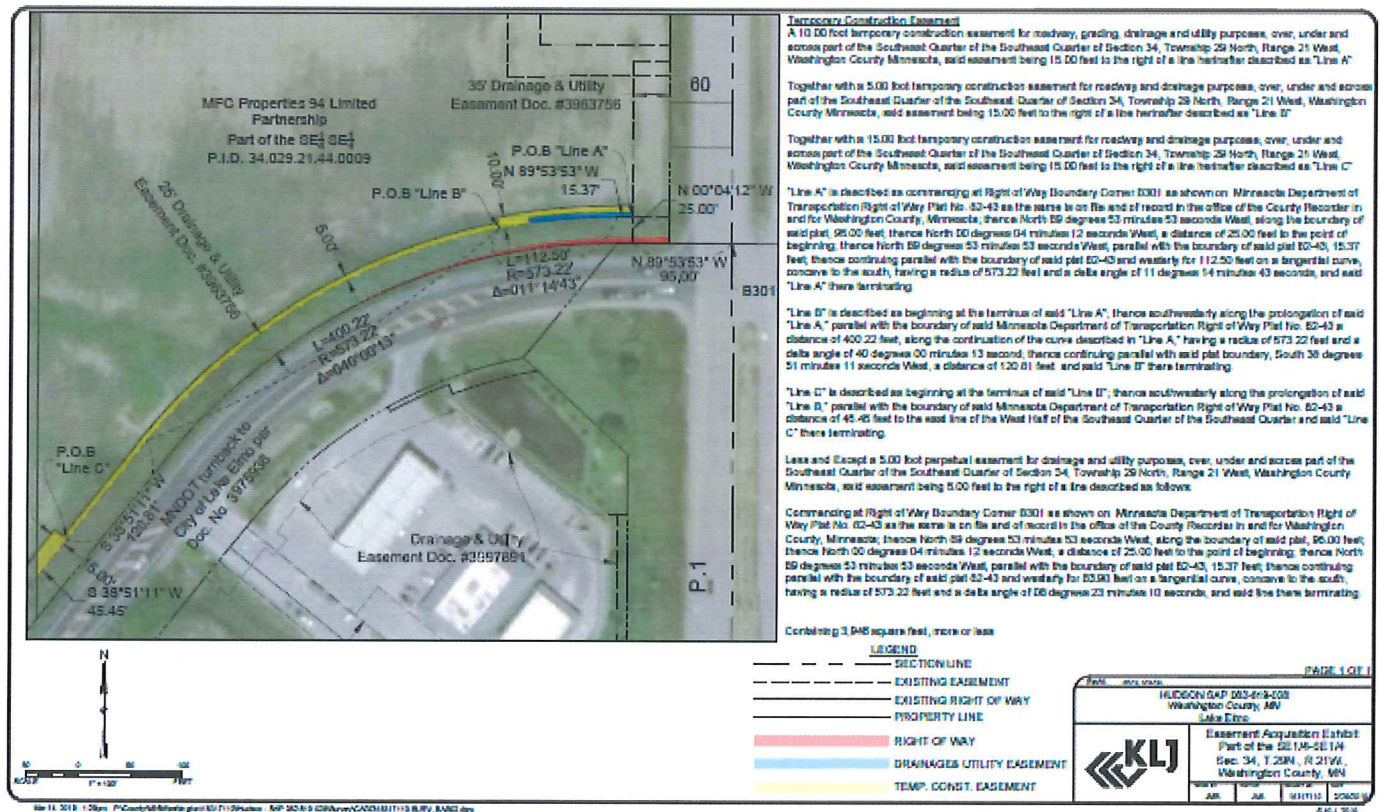 MFC Properties 94 Limited
Partnership
Part of the SE¼ SE¼
P.I.D. 34.029.21.44.0009
35' Drainage & Utility
Easement Doc. #3963756
60
P.O.B "Line A"
N 89°53'53" W
15.37'
10.00'
P.O.B "Line B"
N 00°04'12" W
25.00'
25' Drainage & Utility
Easement Doc. #3963756
5.00'
L=112.50'
R=573.22'
Δ=011°14'43"
N 89°53'53" W
95.00'
B301
L=400.22'
R=573.22'
Δ=040°00'13"
P.O.B
"Line C"
S 38°51'11" W
120.81'
MNDOT turnback to
City of Lake Elmo per
Doc. No 3975938
Drainage & Utility
Easement Doc. #3697691
P.1
5.00'
S 38°51'11" W
45.45'
Temporary Construction Easement
A 10.00 foot temporary construction easement for roadway, grading, drainage and utility purposes, over, under and
across part of the Southeast Quarter of the Southeast Quarter of Section 34, Township 29 North, Range 21 West,
Washington County Minnesota, said easement being 15.00 feet to the right of a line hereinafter described as "Line A"
Together with a 5.00 foot temporary construction easement for roadway and drainage purposes, over, under and across
part of the Southeast Quarter of the Southeast Quarter of Section 34, Township 29 North, Range 21 West, Washington
County Minnesota, said easement being 15.00 feet to the right of a line hereinafter described as "Line B"
Together with a 15.00 foot temporary construction easement for roadway and drainage purposes, over, under and
across part of the Southeast Quarter of the Southeast Quarter of Section 34, Township 29 North, Range 21 West,
Washington County Minnesota, said easement being 15.00 feet to the right of a line hereinafter described as "Line C"
"Line A" is described as commencing at Right of Way Boundary Corner B301 as shown on Minnesota Department of
Transportation Right of Way Plat No. 82-43 as the same is on file and of record in the office of the County Recorder in
and for Washington County, Minnesota; thence North 89 degrees 53 minutes 53 seconds West, along the boundary of
said plat, 95.00 feet; thence North 00 degrees 04 minutes 12 seconds West, a distance of 25.00 feet to the point of
beginning; thence North 89 degrees 53 minutes 53 seconds West, parallel with the boundary of said plat 82-43, 15.37
feet; thence continuing parallel with the boundary of said plat 82-43 and westerly for 112.50 feet on a tangential curve,
concave to the south, having a radius of 573.22 feet and a delta angle of 11 degrees 14 minutes 43 seconds, and said
"Line A" there terminating.
"Line B" is described as beginning at the terminus of said "Line A"; thence southwesterly along the prolongation of said
"Line A," parallel with the boundary of said Minnesota Department of Transportation Right of Way Plat No. 82-43 a
distance of 400.22 feet, along the continuation of the curve described in "Line A," having a radius of 573.22 feet and a
delta angle of 40 degrees 00 minutes 13 second; thence continuing parallel with said plat boundary, South 38 degrees
51 minutes 11 seconds West, a distance of 120.81 feet and said "Line B" there terminating.
"Line C" is described as beginning at the terminus of said "Line B"; thence southwesterly along the prolongation of said
"Line B," parallel with the boundary of said Minnesota Department of Transportation Right of Way Plat No. 82-43 a
distance of 45.45 feet to the east line of the West Half of the Southeast Quarter of the Southeast Quarter and said "Line
C" there terminating.
Less and Except a 5.00 foot perpetual easement for drainage and utility purposes, over, under and across part of the
Southeast Quarter of the Southeast Quarter of Section 34, Township 29 North, Range 21 West, Washington County
Minnesota, said easement being 5.00 feet to the right of a line described as follows:
Commencing at Right of Way Boundary Corner B301 as shown on Minnesota Department of Transportation Right of
Way Plat No. 82-43 as the same is on file and of record in the office of the County Recorder in and for Washington
County, Minnesota; thence North 89 degrees 53 minutes 53 seconds West, along the boundary of said plat, 95.00 feet;
thence North 00 degrees 04 minutes 12 seconds West, a distance of 25.00 feet to the point of beginning; thence North
89 degrees 53 minutes 53 seconds West, parallel with the boundary of said plat 82-43, 15.37 feet; thence continuing
parallel with the boundary of said plat 82-43 and westerly for 83.90 feet on a tangential curve, concave to the south,
having a radius of 573.22 feet and a delta angle of 08 degrees 23 minutes 10 seconds, and said line there terminating.
Containing 3,946 square feet, more or less
LEGEND
SECTION LINE
EXISTING EASEMENT
EXISTING RIGHT OF WAY
PROPERTY LINE
RIGHT OF WAY
DRAINAGE & UTILITY EASEMENT
TEMP. CONST. EASEMENT
N
PAGE 1 OF 1
Washington County, MN
Lake Elmo
KLJ
Easement Acquisition Exhibit
Part of the SE1/4-SE1/4
Sec. 34, T.29N., R.21W.,
Washington County, MN